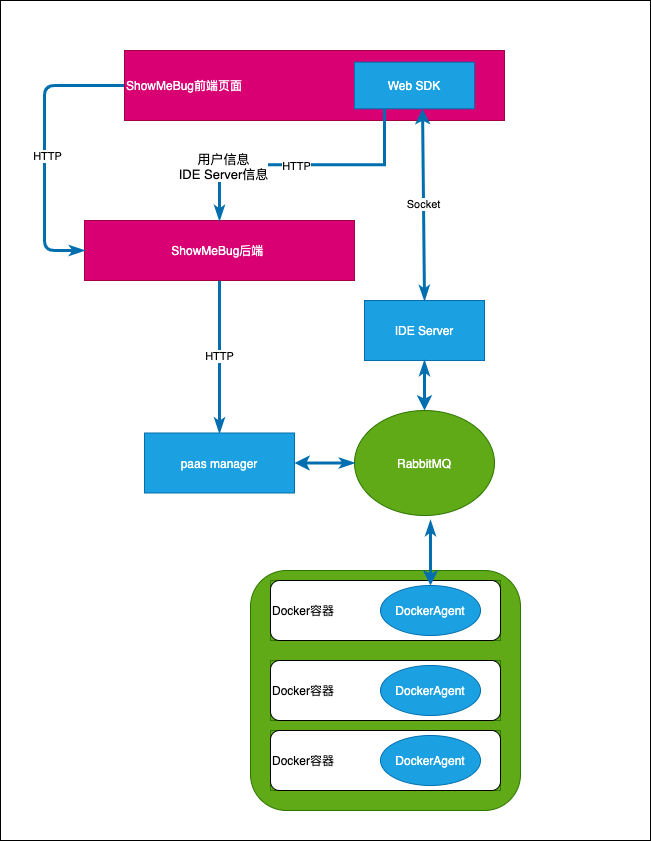 ShowMeBug前端页面
Web SDK
HTTP
用户信息
IDE Server信息
HTTP
Socket
ShowMeBug后端
IDE Server
HTTP
paas manager
RabbitMQ
Docker容器
DockerAgent
Docker容器
DockerAgent
Docker容器
DockerAgent